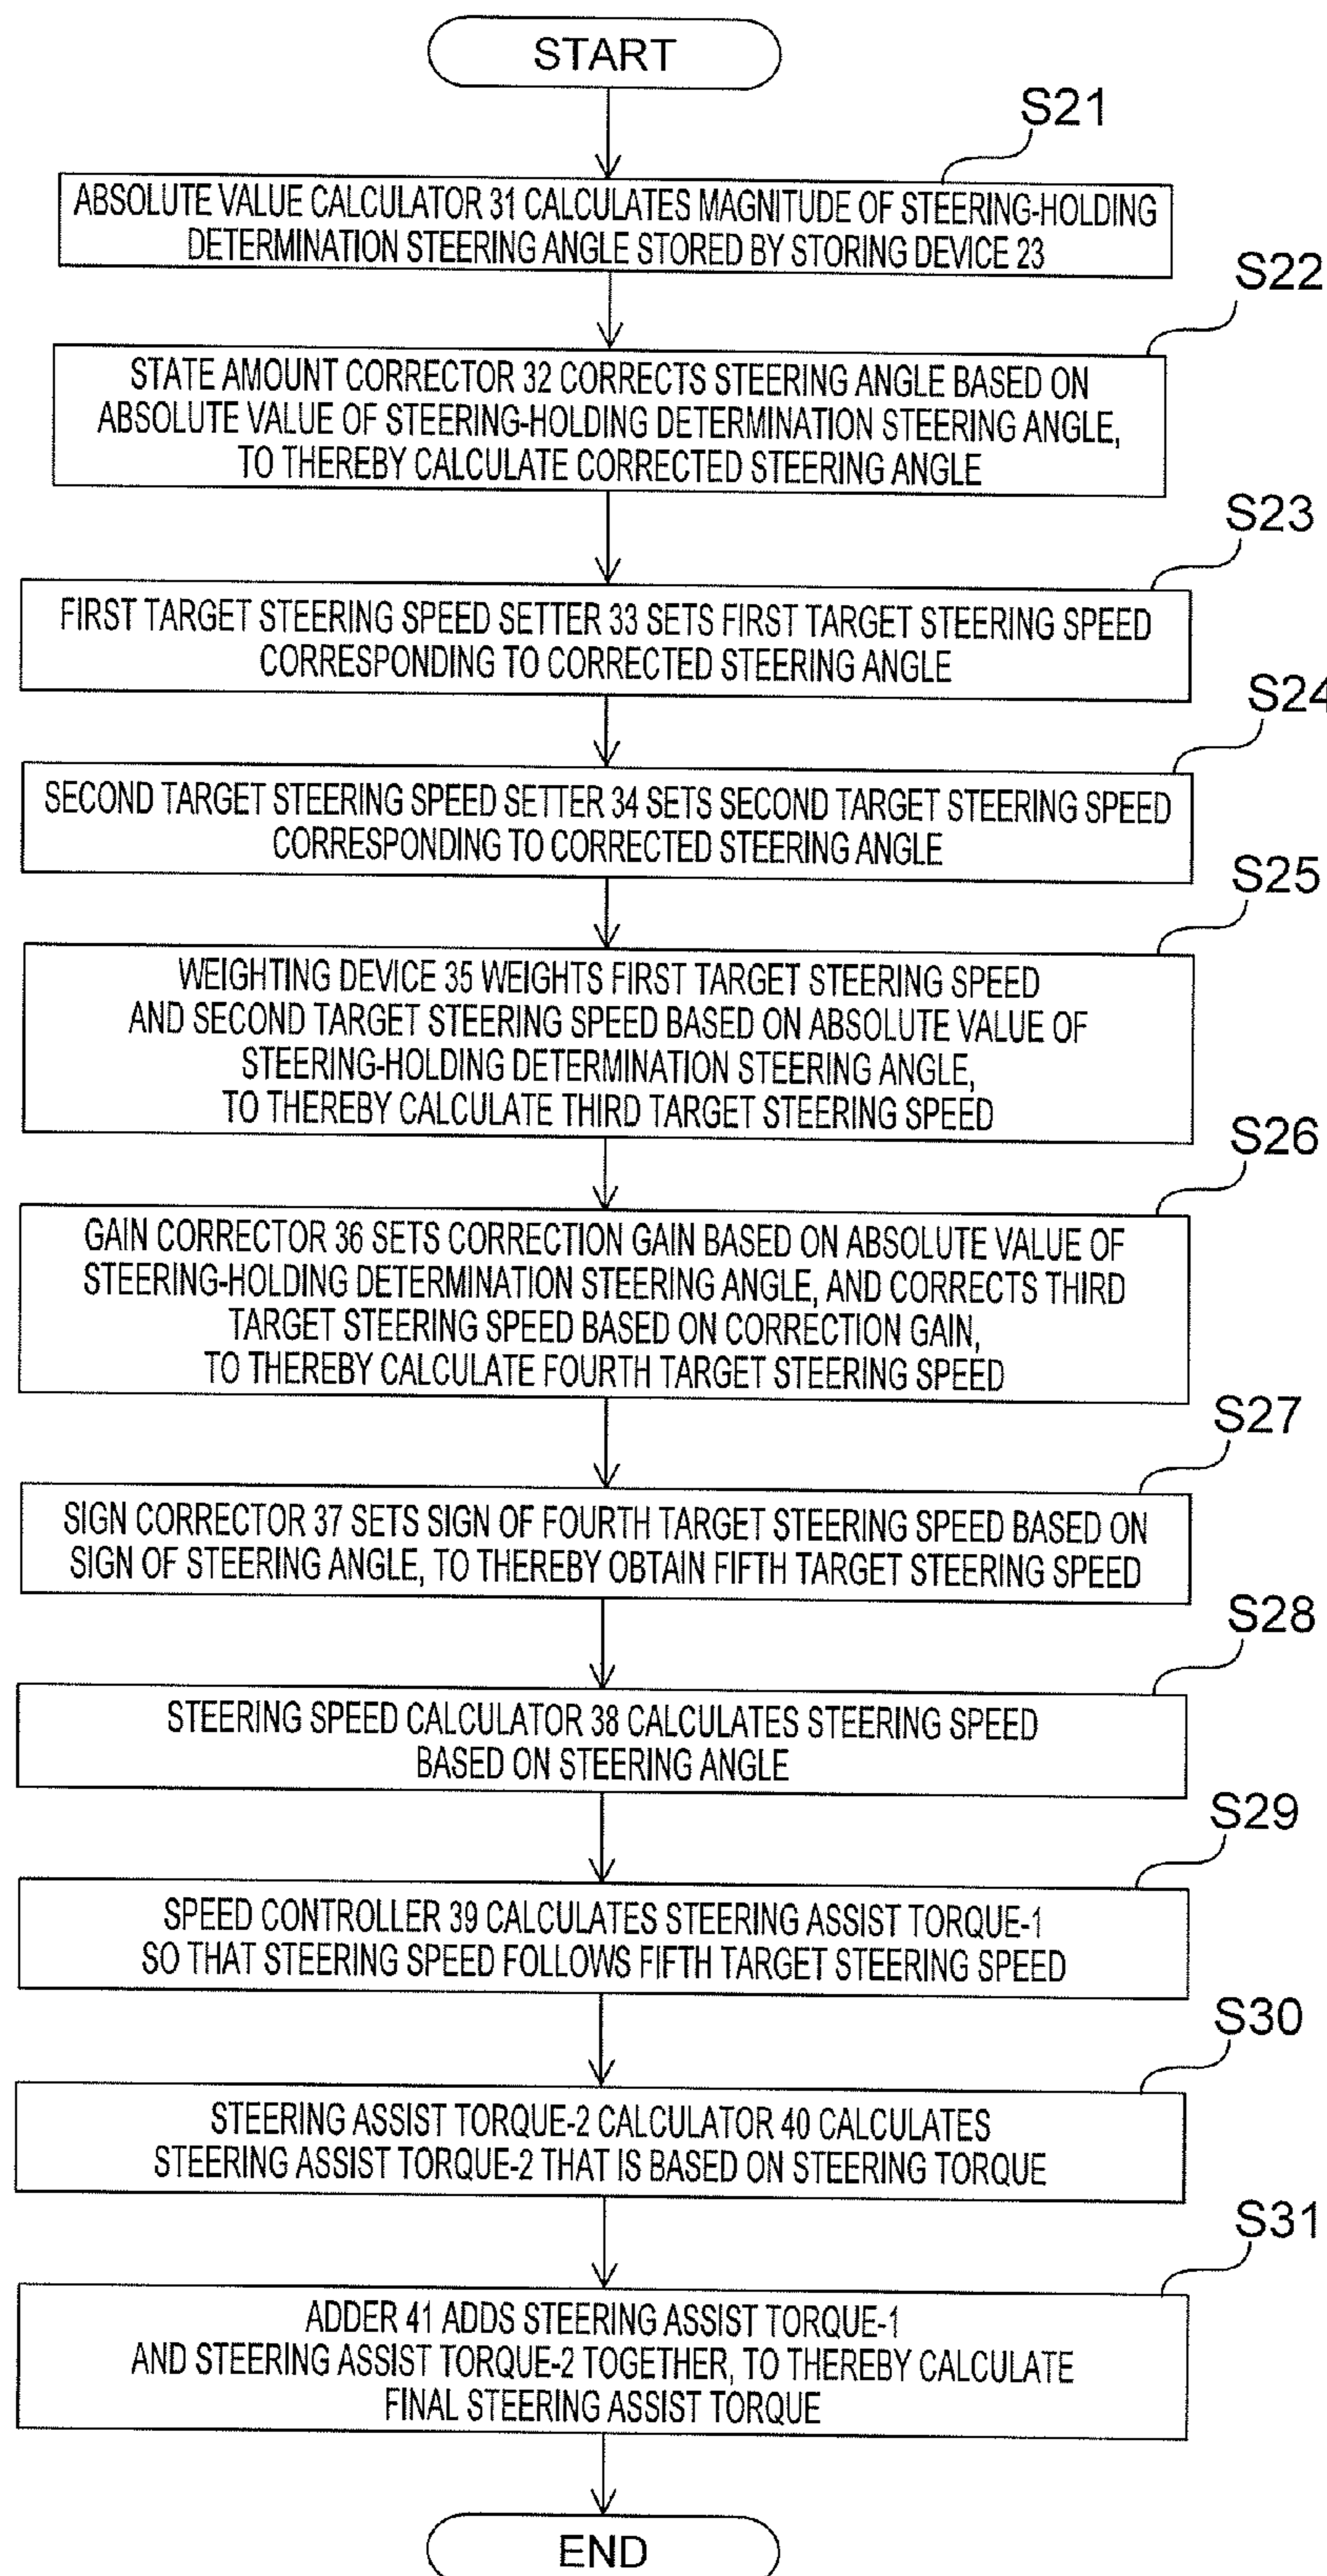 START
S21
ABSOLUTE VALUE CALCULATOR 31 CALCULATES MAGNITUDE OF STEERING-HOLDING
DETERMINATION STEERING ANGLE STORED BY STORING DEVICE 23
S22
STATE AMOUNT CORRECTOR 32 CORRECTS STEERING ANGLE BASED ON
ABSOLUTE VALUE OF STEERING-HOLDING DETERMINATION STEERING ANGLE,
TO THEREBY CALCULATE CORRECTED STEERING ANGLE
S23
FIRST TARGET STEERING SPEED SETTER 33 SETS FIRST TARGET STEERING SPEED
CORRESPONDING TO CORRECTED STEERING ANGLE
S24
SECOND TARGET STEERING SPEED SETTER 34 SETS SECOND TARGET STEERING SPEED
CORRESPONDING TO CORRECTED STEERING ANGLE
S25
WEIGHTING DEVICE 35 WEIGHTS FIRST TARGET STEERING SPEED
AND SECOND TARGET STEERING SPEED BASED ON ABSOLUTE VALUE OF
STEERING-HOLDING DETERMINATION STEERING ANGLE,
TO THEREBY CALCULATE THIRD TARGET STEERING SPEED
S26
GAIN CORRECTOR 36 SETS CORRECTION GAIN BASED ON ABSOLUTE VALUE OF
STEERING-HOLDING DETERMINATION STEERING ANGLE, AND CORRECTS THIRD
TARGET STEERING SPEED BASED ON CORRECTION GAIN,
TO THEREBY CALCULATE FOURTH TARGET STEERING SPEED
S27
SIGN CORRECTOR 37 SETS SIGN OF FOURTH TARGET STEERING SPEED BASED ON
SIGN OF STEERING ANGLE, TO THEREBY OBTAIN FIFTH TARGET STEERING SPEED
S28
STEERING SPEED CALCULATOR 38 CALCULATES STEERING SPEED
BASED ON STEERING ANGLE
S29
SPEED CONTROLLER 39 CALCULATES STEERING ASSIST TORQUE-1
SO THAT STEERING SPEED FOLLOWS FIFTH TARGET STEERING SPEED
S30
STEERING ASSIST TORQUE-2 CALCULATOR 40 CALCULATES
STEERING ASSIST TORQUE-2 THAT IS BASED ON STEERING TORQUE
S31
ADDER 41 ADDS STEERING ASSIST TORQUE-1
AND STEERING ASSIST TORQUE-2 TOGETHER, TO THEREBY CALCULATE
FINAL STEERING ASSIST TORQUE
END